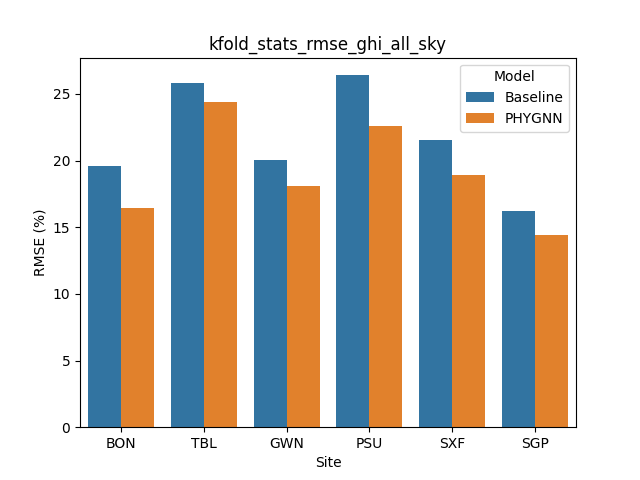 kfold_stats_rmse_ghi_all_sky
Model
Baseline
PHYGNN
RMSE (%)
25
20
15
10
5
0
BON TBL GWN PSU SXF SGP
Site